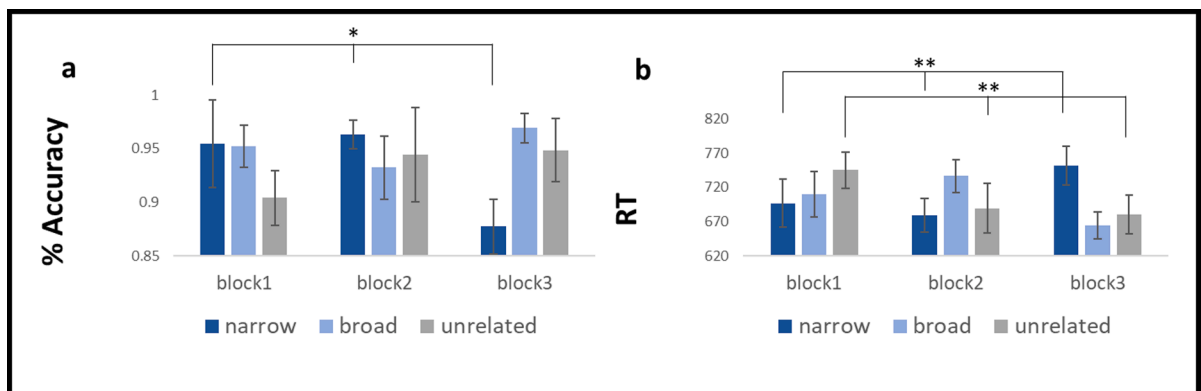 a
*
% Accuracy
1
0.95
0.9
0.85
block1 block2 block3
narrow broad unrelated
b
**
**
RT
820
770
720
670
620
block1 block2 block3
narrow broad unrelated